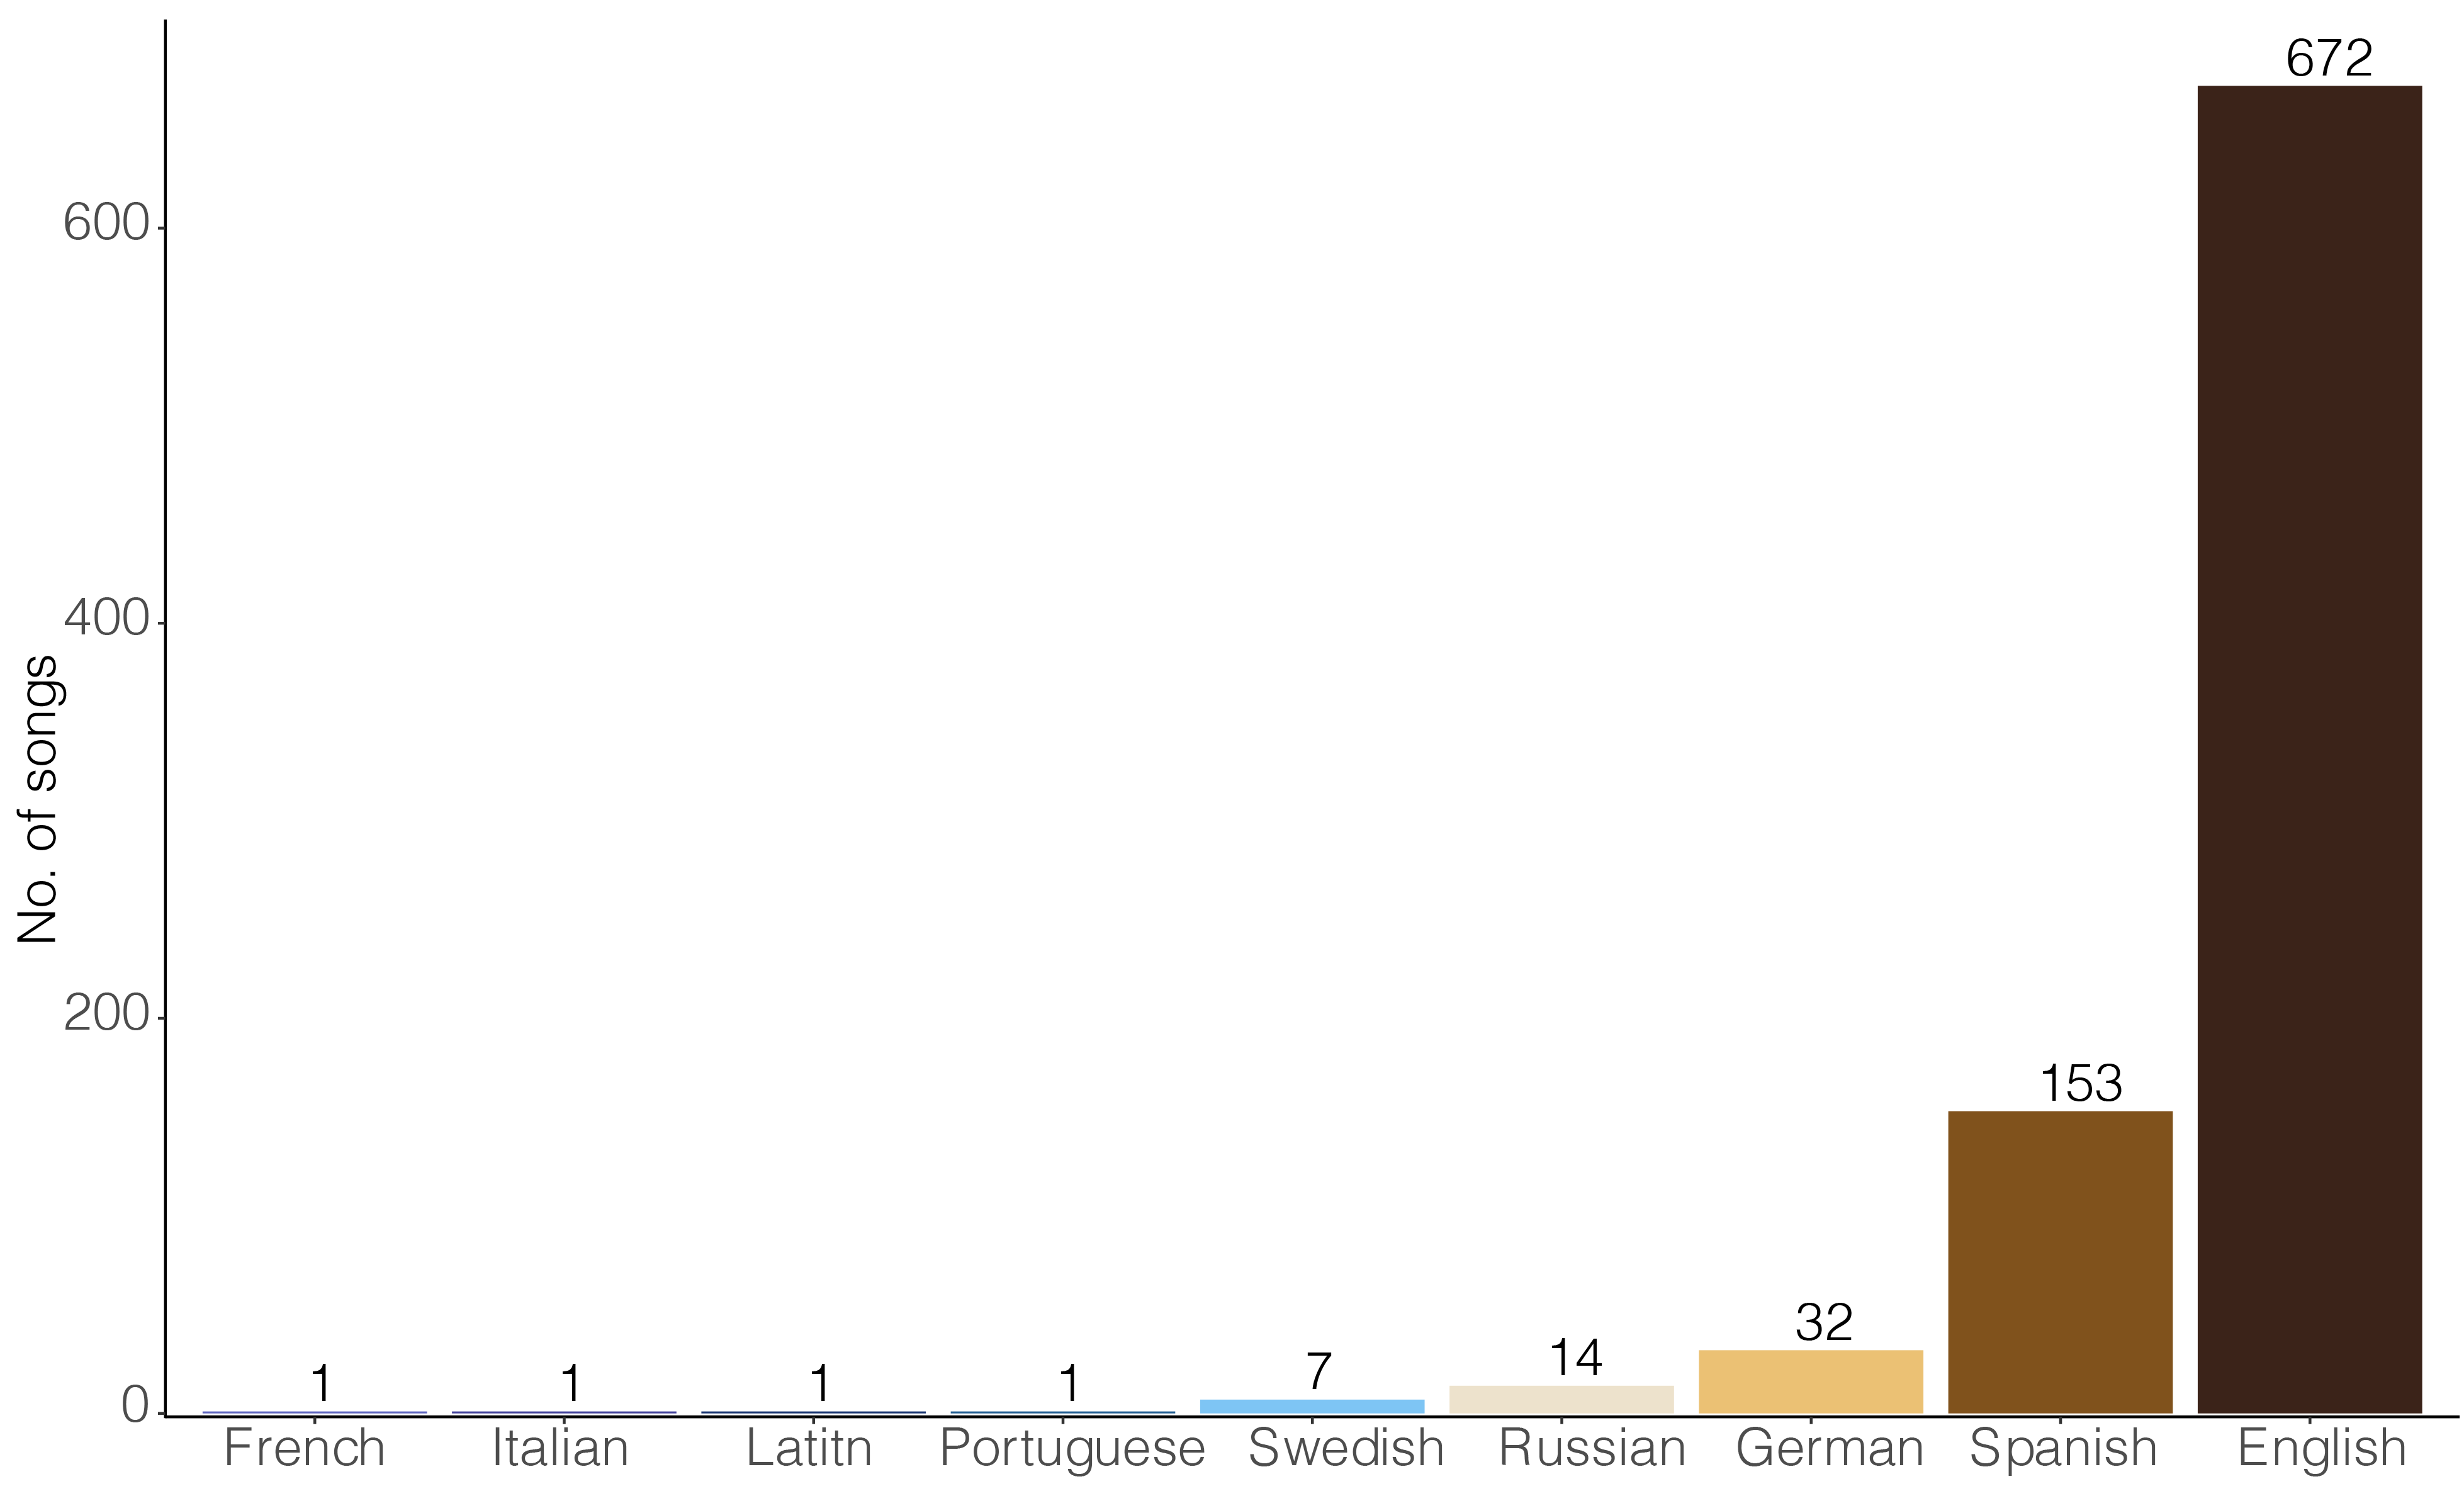 No. of songs
600
400
200
0
1
1
1
1
7
14
32
153
672
French
Italian
Latitn
Portuguese
Swedish
Russian
German
Spanish
English